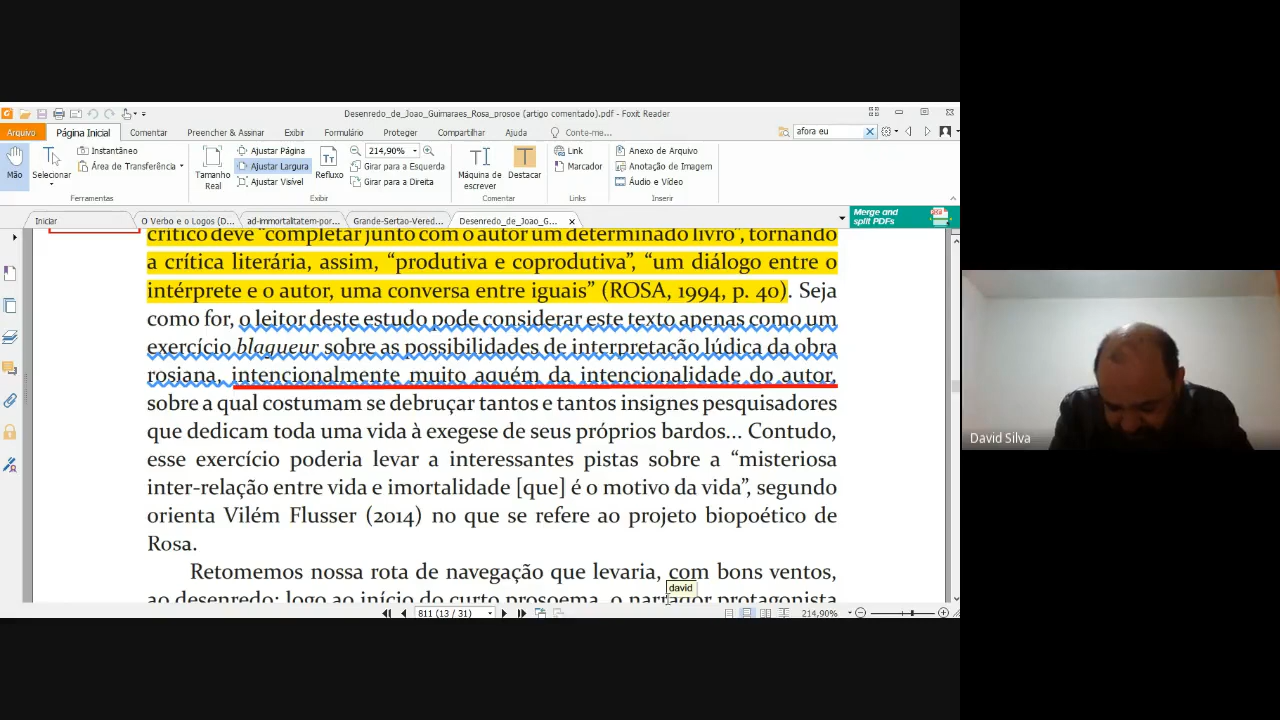 Desenredo_de_Joao_Guimaraes_Rosa_prosoe (artigo comentado).pdf - Foxit Reader
Arquivo Página Inicial Comentar Preencher & Assinar Exibir Formulário Proteger Compartilhar Ajuda Conte-me... afora eu
Mão
Selecionar
Instantâneo
Área de Transferência
Ferramentas
Tamanho Real
Ajustar Página
Ajustar Largura
Ajustar Visível
Refluxo
214,90%
Girar para a Esquerda
Girar para a Direita
Exibir
Máquina de escrever
Destacar
Comentar
Link
Marcador
Links
Anexo de Arquivo
Anotação de Imagem
Áudio e Vídeo
Inserir
Iniciar O Verbo e o Logos (D... ad-immortalitatem-por... Grande-Sertao-Vered... Desenredo_de_Joao_G...
Merge and
split PDFs
crítico deve “completar junto com o autor um determinado livro”, tornando
a crítica literária, assim, “produtiva e coprodutiva”, “um diálogo entre o
intérprete e o autor, uma conversa entre iguais” (ROSA, 1994, p. 40). Seja
como for, o leitor deste estudo pode considerar este texto apenas como um
exercício blagueur sobre as possibilidades de interpretação lúdica da obra
rosiana, intencionalmente muito aquém da intencionalidade do autor,
sobre a qual costumam se debruçar tantos e tantos insignes pesquisadores
que dedicam toda uma vida à exegese de seus próprios bardos... Contudo,
esse exercício poderia levar a interessantes pistas sobre a “misteriosa
inter-relação entre vida e imortalidade [que] é o motivo da vida”, segundo
orienta Vilém Flusser (2014) no que se refere ao projeto biopoético de
Rosa.
Retomemos nossa rota de navegação que levaria, com bons ventos,
ao desenredo: logo ao início do curto prosoema, o narrador protagonista
david
811 (13 / 31)
214,90%
David Silva